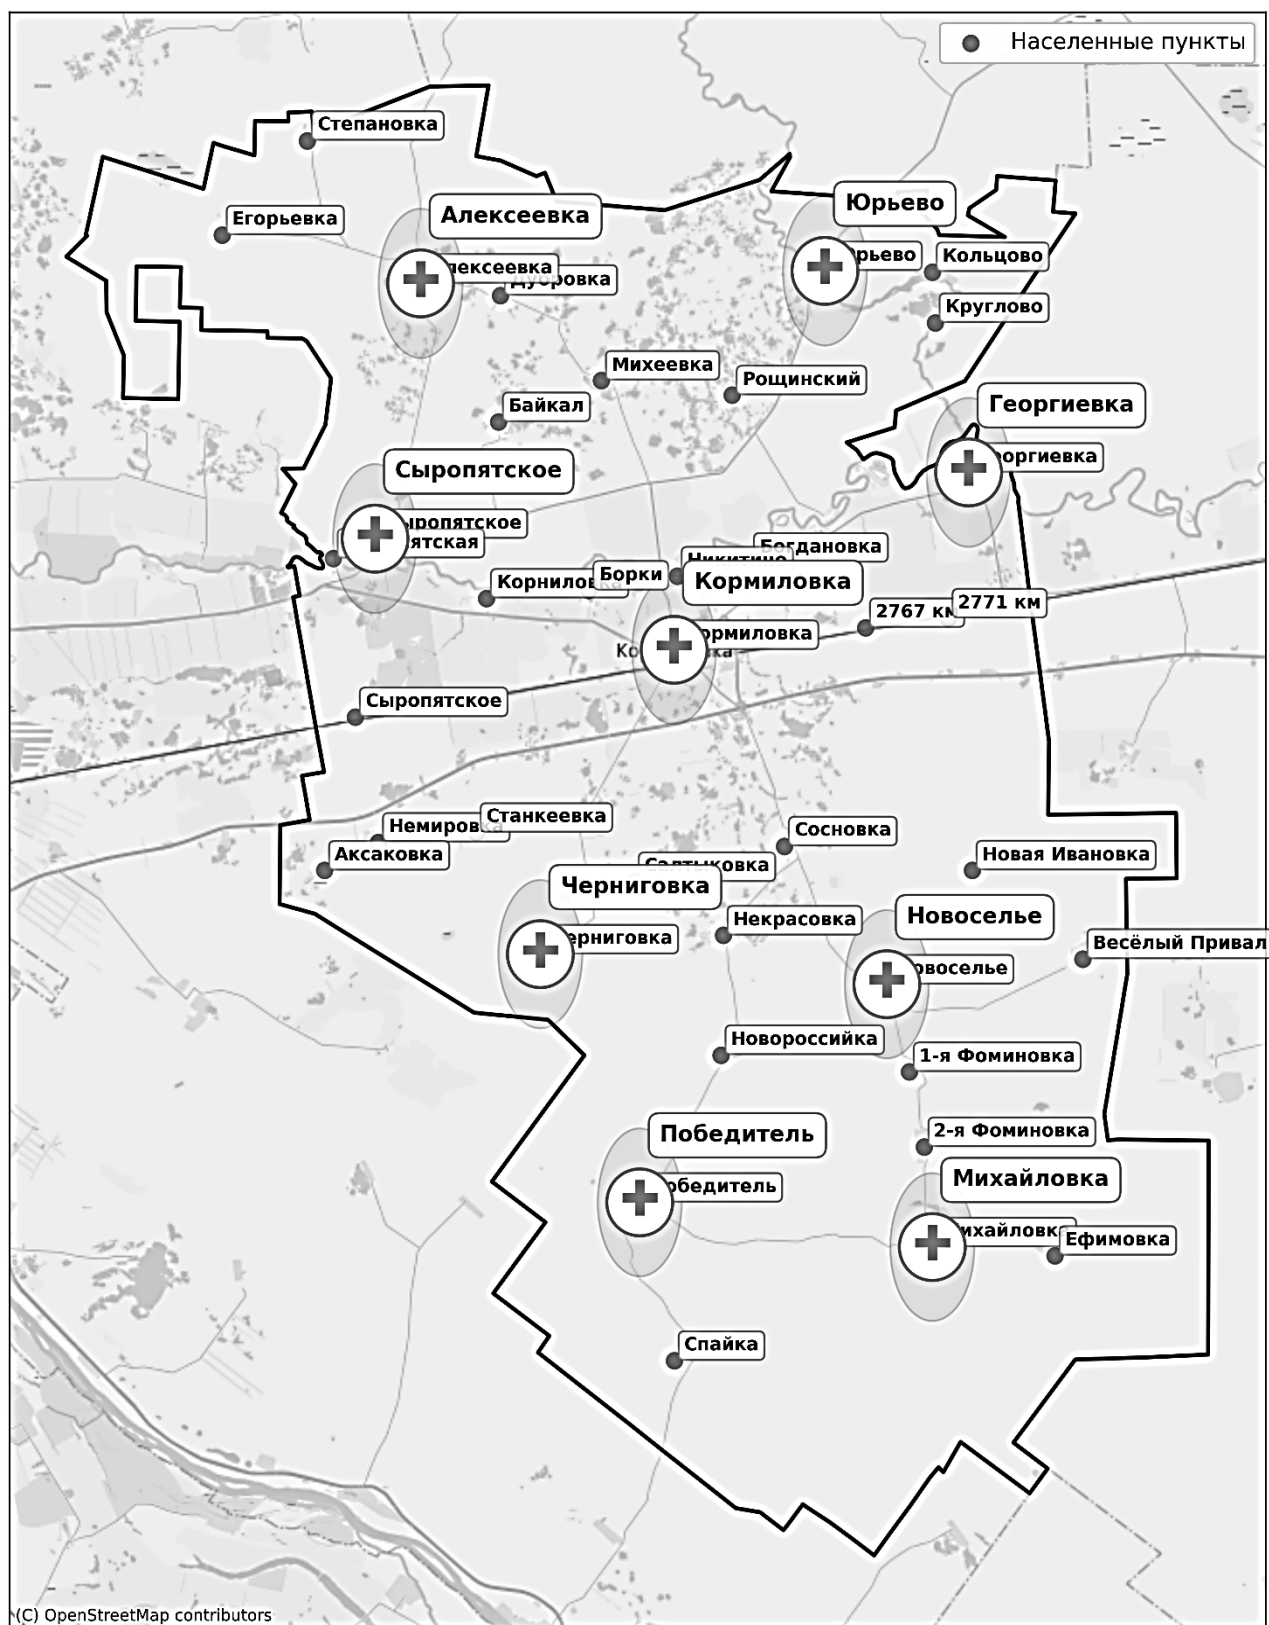 Населенные пункты
Степановка
Юрьево
Алексеевка
Егорьевка
Кольцово
Круглово
Михеевка
Рощинский
Байкал
Георгиевка
Сыропятское
Богдановка
Борки
Кормиловка
2767 км
2771 км
Сыропятское
Немировка
Станкеевка
Сосновка
Аксаковка
Новая Ивановка
Салтыковка
Черниговка
Новоселье
Некрасовка
Весёлый Привал
Новороссийка
1-я Фоминовка
Победитель
2-я Фоминовка
Михайловка
Ефимовка
Спайка
(C) OpenStreetMap contributors